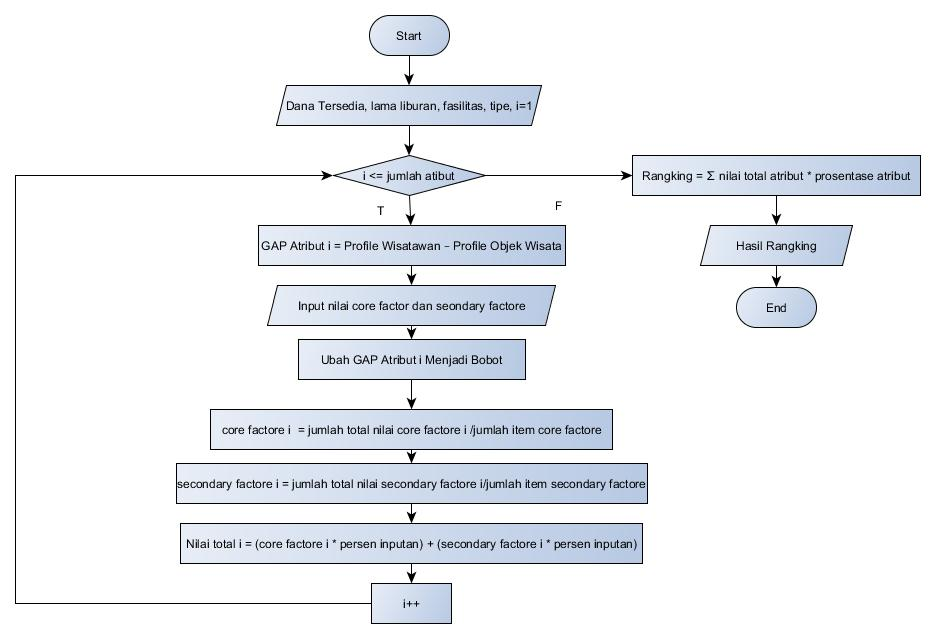 Start
Dana Tersedia, lama liburan, fasilitas, tipe, i=1
i <= jumlah atibut
T
F
GAP Atribut i = Profile Wisatawan – Profile Objek Wisata
Input nilai core factor dan seondary factore
Ubah GAP Atribut i Menjadi Bobot
core factore i  = jumlah total nilai core factore i /jumlah item core factore
secondary factore i = jumlah total nilai secondary factore i/jumlah item secondary factore
Nilai total i = (core factore i * persen inputan) + (secondary factore i * persen inputan)
i++
Rangking = Σ nilai total atribut * prosentase atribut
Hasil Rangking
End